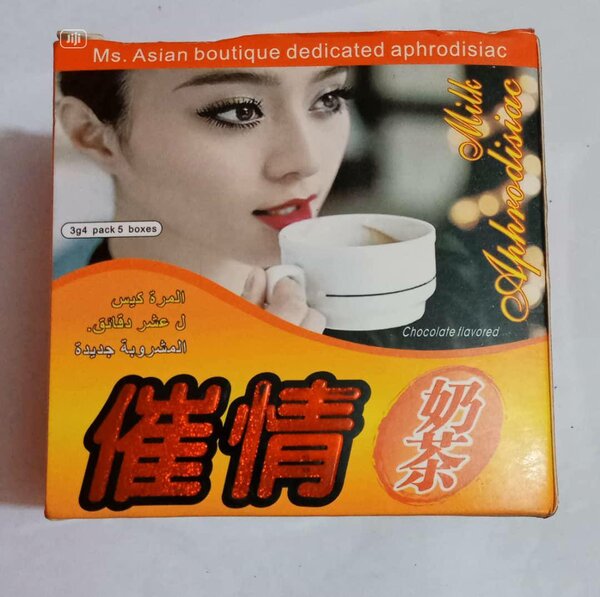 Jiji
Ms. Asian boutique dedicated aphrodisiac
Milk
Aphrodisiac
3g4 pack 5 boxes
المرة كيس
ل عشر دقائق.
المشروبة جديدة
Chocolate flavored
催情
奶茶